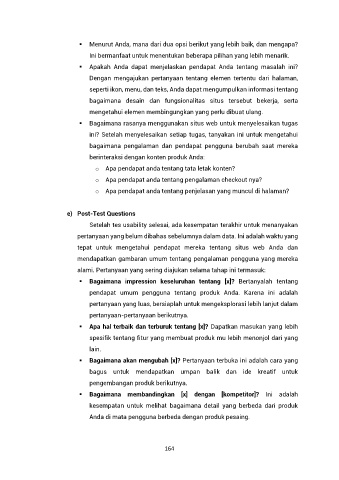 ▪ Menurut Anda, mana dari dua opsi berikut yang lebih baik, dan mengapa?
Ini bermanfaat untuk menentukan beberapa pilihan yang lebih menarik.
▪ Apakah Anda dapat menjelaskan pendapat Anda tentang masalah ini?
Dengan mengajukan pertanyaan tentang elemen tertentu dari halaman,
seperti ikon, menu, dan teks, Anda dapat mengumpulkan informasi tentang
bagaimana desain dan fungsionalitas situs tersebut bekerja, serta
mengetahui elemen membingungkan yang perlu dibuat ulang.
▪ Bagaimana rasanya menggunakan situs web untuk menyelesaikan tugas
ini? Setelah menyelesaikan setiap tugas, tanyakan ini untuk mengetahui
bagaimana pengalaman dan pendapat pengguna berubah saat mereka
berinteraksi dengan konten produk Anda:
o Apa pendapat anda tentang tata letak konten?
o Apa pendapat anda tentang pengalaman checkout nya?
o Apa pendapat anda tentang penjelasan yang muncul di halaman?
e) Post-Test Questions
Setelah tes usability selesai, ada kesempatan terakhir untuk menanyakan
pertanyaan yang belum dibahas sebelumnya dalam data. Ini adalah waktu yang
tepat untuk mengetahui pendapat mereka tentang situs web Anda dan
mendapatkan gambaran umum tentang pengalaman pengguna yang mereka
alami. Pertanyaan yang sering diajukan selama tahap ini termasuk:
▪ Bagaimana impression keseluruhan tentang [x]? Bertanyalah tentang
pendapat umum pengguna tentang produk Anda. Karena ini adalah
pertanyaan yang luas, bersiaplah untuk mengeksplorasi lebih lanjut dalam
pertanyaan-pertanyaan berikutnya.
▪ Apa hal terbaik dan terburuk tentang [x]? Dapatkan masukan yang lebih
spesifik tentang fitur yang membuat produk mu lebih menonjol dari yang
lain.
▪ Bagaimana akan mengubah [x]? Pertanyaan terbuka ini adalah cara yang
bagus untuk mendapatkan umpan balik dan ide kreatif untuk
pengembangan produk berikutnya.
▪ Bagaimana membandingkan [x] dengan [kompetitor]? Ini adalah
kesempatan untuk melihat bagaimana detail yang berbeda dari produk
Anda di mata pengguna berbeda dengan produk pesaing.
164